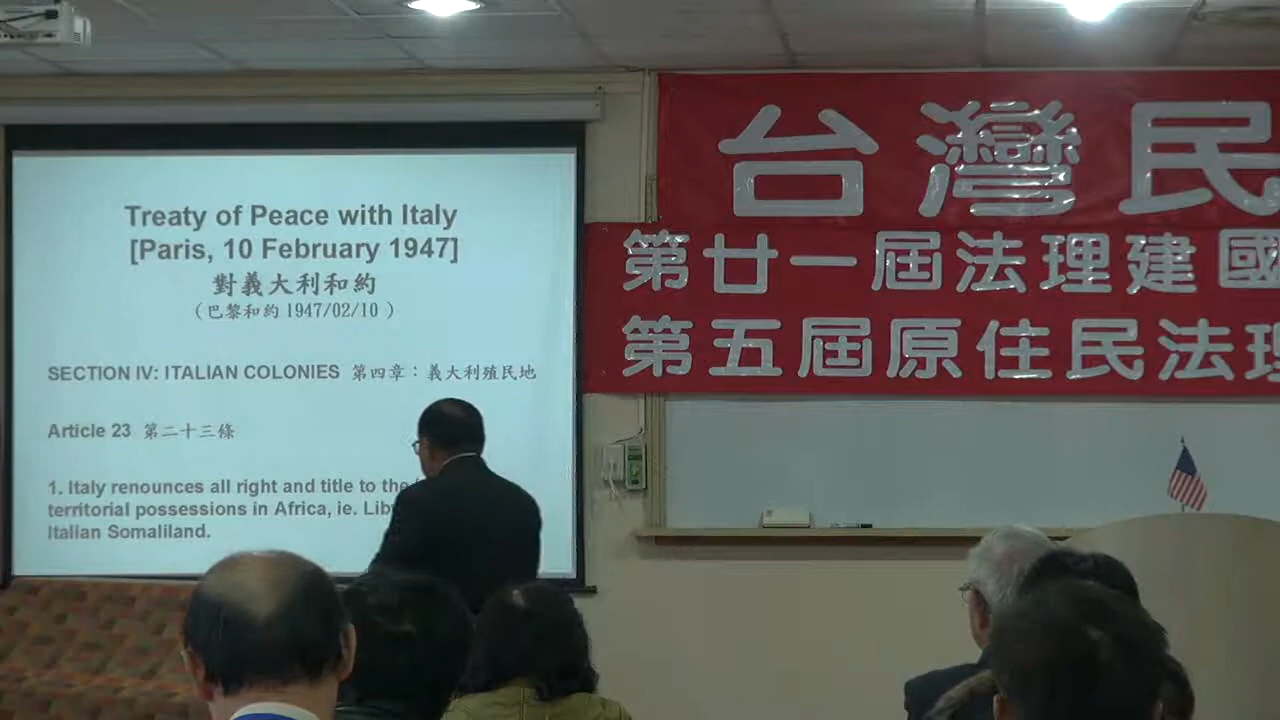 Treaty of Peace with Italy
[Paris, 10 February 1947]
對義大利和約
(巴黎和約 1947/02/10 )
SECTION IV: ITALIAN COLONIES 第四章：義大利殖民地
Article 23 第二十三條
1. Italy renounces all right and title to the
territorial possessions in Africa, ie.
Italian Somaliland.
台灣民
第廿一屆法理建國
第五屆原住民法理